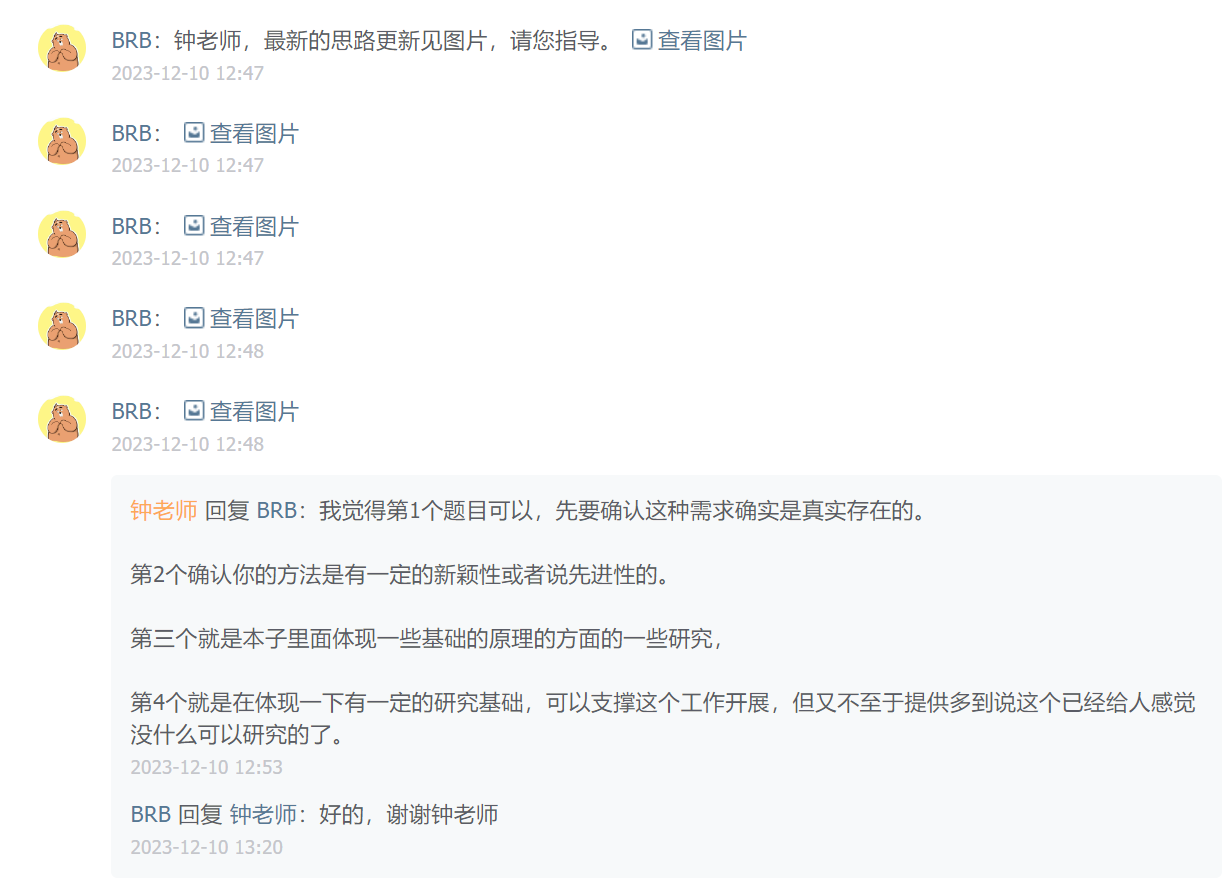 BRB：钟老师，最新的思路更新见图片，请您指导。 查看图片
2023-12-10 12:47
BRB： 查看图片
2023-12-10 12:47
BRB： 查看图片
2023-12-10 12:47
BRB： 查看图片
2023-12-10 12:48
BRB： 查看图片
2023-12-10 12:48
钟老师 回复 BRB：我觉得第1个题目可以，先要确认这种需求确实是真实存在的。
第2个确认你的方法是有一定的新颖性或者说先进性的。
第三个就是本子里面体现一些基础的原理的方面的一些研究，
第4个就是在体现一下有一定的研究基础，可以支撑这个工作开展，但又不至于提供多到说这个已经给人感觉
没什么可以研究的了。
2023-12-10 12:53
BRB 回复 钟老师：好的，谢谢钟老师
2023-12-10 13:20